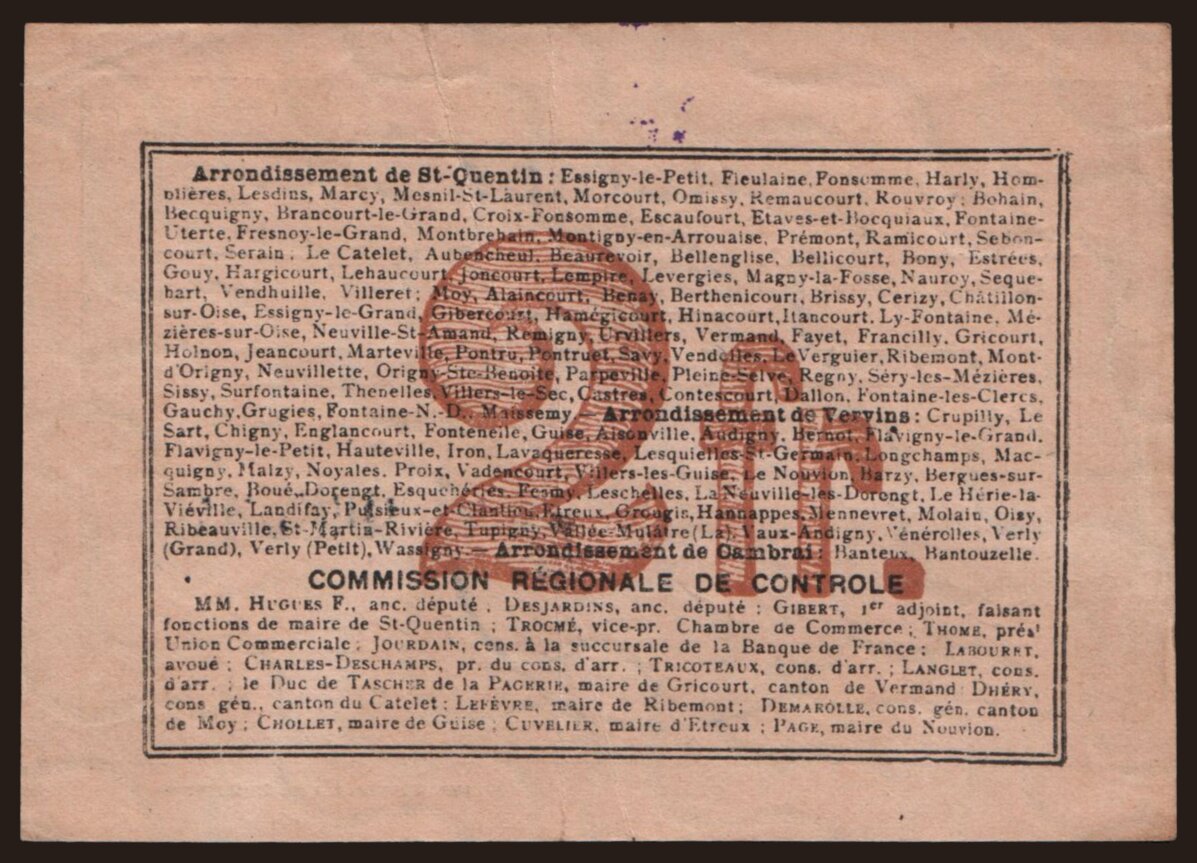 Arrondissement de St-Quentin : Essigny-le-Petit, Fieulaine, Fonsomme, Harly, Hom-
blières, Lesdins, Marcy, Mesnil-St-Laurent, Morcourt, Omissy, Remaucourt, Rouvroy ; Bohain,
Becquigny, Brancourt-le-Grand, Croix-Fonsomme, Escaufourt, Etaves-et-Bocquiaux, Fontaine-
Uterte, Fresnoy-le-Grand, Montbrehain, Montigny-en-Arrouaise, Prémont, Ramicourt, Sebon-
court, Serain ; Le Catelet, Aubencheul, Beaurevoir, Bellenglise, Bellicourt, Bony, Estrées,
Gouy, Hargicourt, Lehaucourt, Joncourt, Lempire, Levergies, Magny-la-Fosse, Nauroy, Seque-
hart, Vendhuille, Villeret ; Moy, Alaincourt, Benay, Berthenicourt, Brissy, Cerizy, Châtillon-
sur-Oise, Essigny-le-Grand, Gibercourt, Hamégicourt, Hinacourt, Itancourt, Ly-Fontaine, Mé-
zières-sur-Oise, Neuville-St-Amand, Remigny, Urvillers, Vermand, Fayet, Francilly, Gricourt,
Holnon, Jeancourt, Marteville, Pontru, Pontruet, Savy, Vendelles, Le Verguier, Ribemont, Mont-
d'Origny, Neuvillette, Origny-Ste-Benoite, Parpeville, Pleine-Selve, Regny, Séry-les-Mézières,
Sissy, Surfontaine, Thenelles, Villers-le-Sec, Castres, Contescourt, Dallon, Fontaine-les-Clercs,
Gauchy, Grugies, Fontaine-N.-D., Maissemy. Arrondissement de Vervins : Crupilly, Le
Sart, Chigny, Englancourt, Fontenelle, Guise, Aisonville, Audigny, Bernot, Flavigny-le-Grand,
Flavigny-le-Petit, Hauteville, Iron, Lavaqueresse, Lesquielles-St-Germain, Longchamps, Mac-
quigny, Malzy, Noyales, Proix, Vadencourt, Villers-les-Guise, Le Nouvion, Barzy, Bergues-sur-
Sambre, Boué, Dorengt, Esquehéries, Fesmy, Leschelles, La Neuville-les-Dorengt, Le Hérie-la-
Viéville, Landifay, Puisieux-et-Clanlieu, Etreux, Grougis, Hannappes, Mennevret, Molain, Oisy,
Ribeauville, St-Martin-Rivière, Tupigny, Vallée-Mulâtre (La), Vaux-Andigny, Vénérolles, Verly
(Grand), Verly (Petit), Wassigny. — Arrondissement de Cambrai : Banteux, Bantouzelle.
2 fr.
COMMISSION RÉGIONALE DE CONTROLE
MM. HUGUES F., anc. député ; DESJARDINS, anc. député ; GIBERT, 1er adjoint, faisant
fonctions de maire de St-Quentin ; TROCMÉ, vice-pr. Chambre de Commerce ; THOME, prést
Union Commerciale ; JOURDAIN, cens. à la succursale de la Banque de France ; LABOURET,
avoué ; CHARLES-DESCHAMPS, pr. du cons. d'arr. ; TRICOTEAUX, cons. d'arr. ; LANGLET, cons.
d'arr. ; le Duc de TASCHER de la PAGERIE, maire de Gricourt, canton de Vermand ; DHÉRY,
cons gén., canton du Catelet ; LEFÈVRE, maire de Ribemont ; DEMAROLLE, cons. gén. canton
de Moy ; CHOLLET, maire de Guise ; CUVELIER, maire d'Etreux ; PAGE, maire du Nouvion.